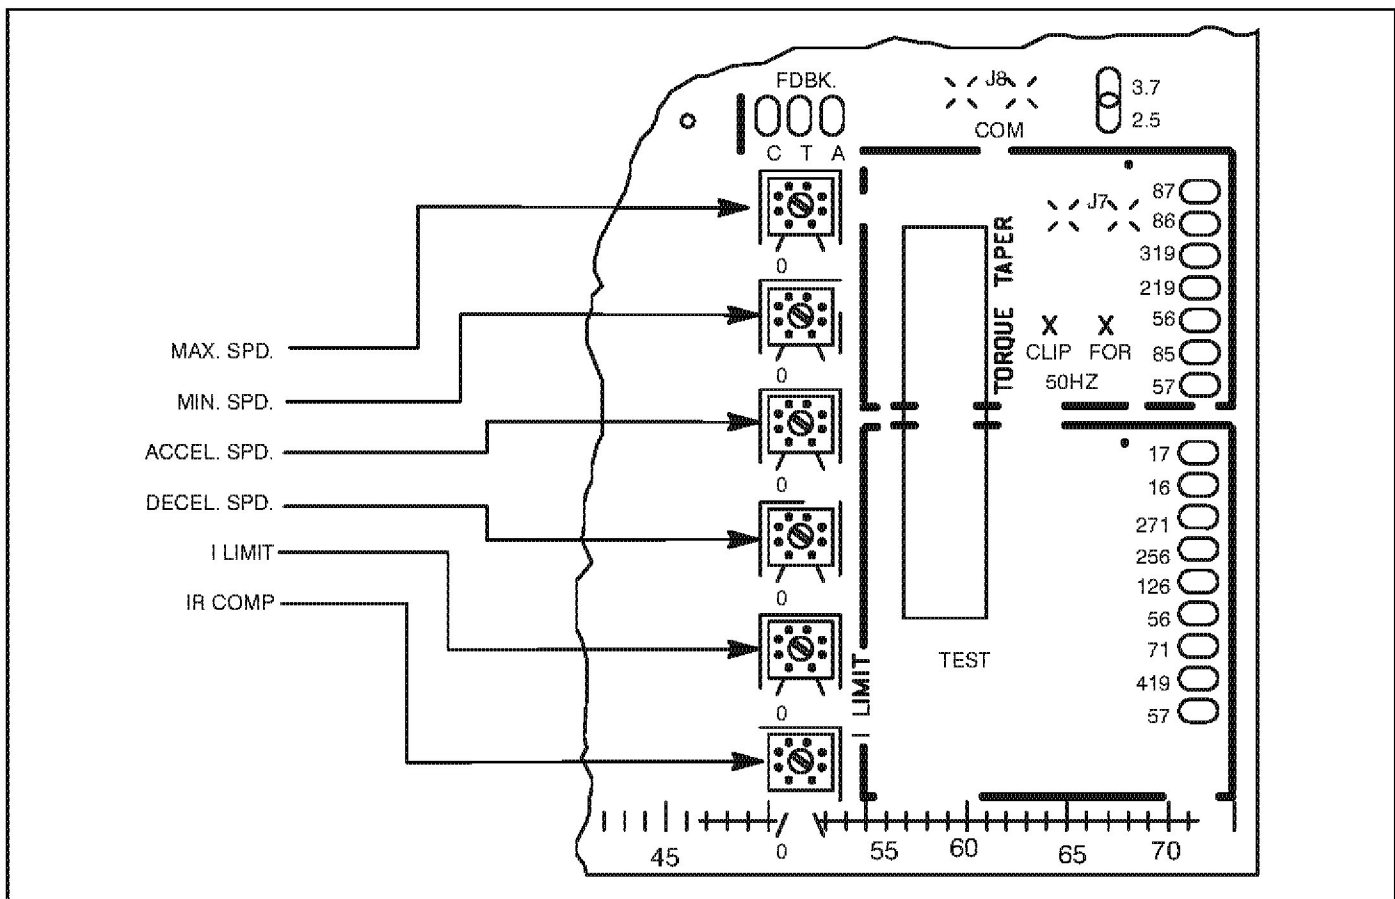 FDBK.
C T A
J8
COM
3.7
2.5
MAX. SPD.
MIN. SPD.
ACCEL. SPD.
DECEL. SPD.
I LIMIT
IR COMP
0
0
0
0
0
0
TORQUE TAPER
J7
X X
CLIP FOR
50HZ
87
86
319
219
56
85
57
I LIMIT
TEST
17
16
271
256
126
56
71
419
57
45 55 60 65 70